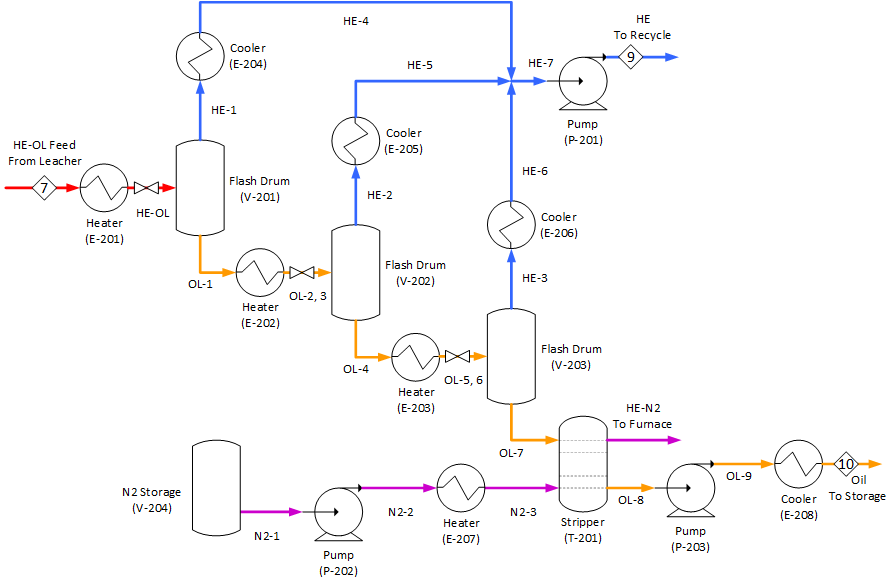 HE-4
HE
To Recycle
Cooler
(E-204)
HE-5
HE-7
9
HE-1
Pump
(P-201)
Cooler
(E-205)
HE-OL Feed
From Leacher
7
HE-6
Flash Drum
(V-201)
HE-2
HE-OL
Heater
(E-201)
Cooler
(E-206)
OL-1
OL-2, 3
Flash Drum
(V-202)
HE-3
Heater
(E-202)
OL-4
OL-5, 6
Flash Drum
(V-203)
Heater
(E-203)
HE-N2
To Furnace
OL-7
N2 Storage
(V-204)
10
OL-9
Oil
To Storage
Cooler
(E-208)
OL-8
N2-1
N2-2
N2-3
Heater
(E-207)
Stripper
(T-201)
Pump
(P-203)
Pump
(P-202)